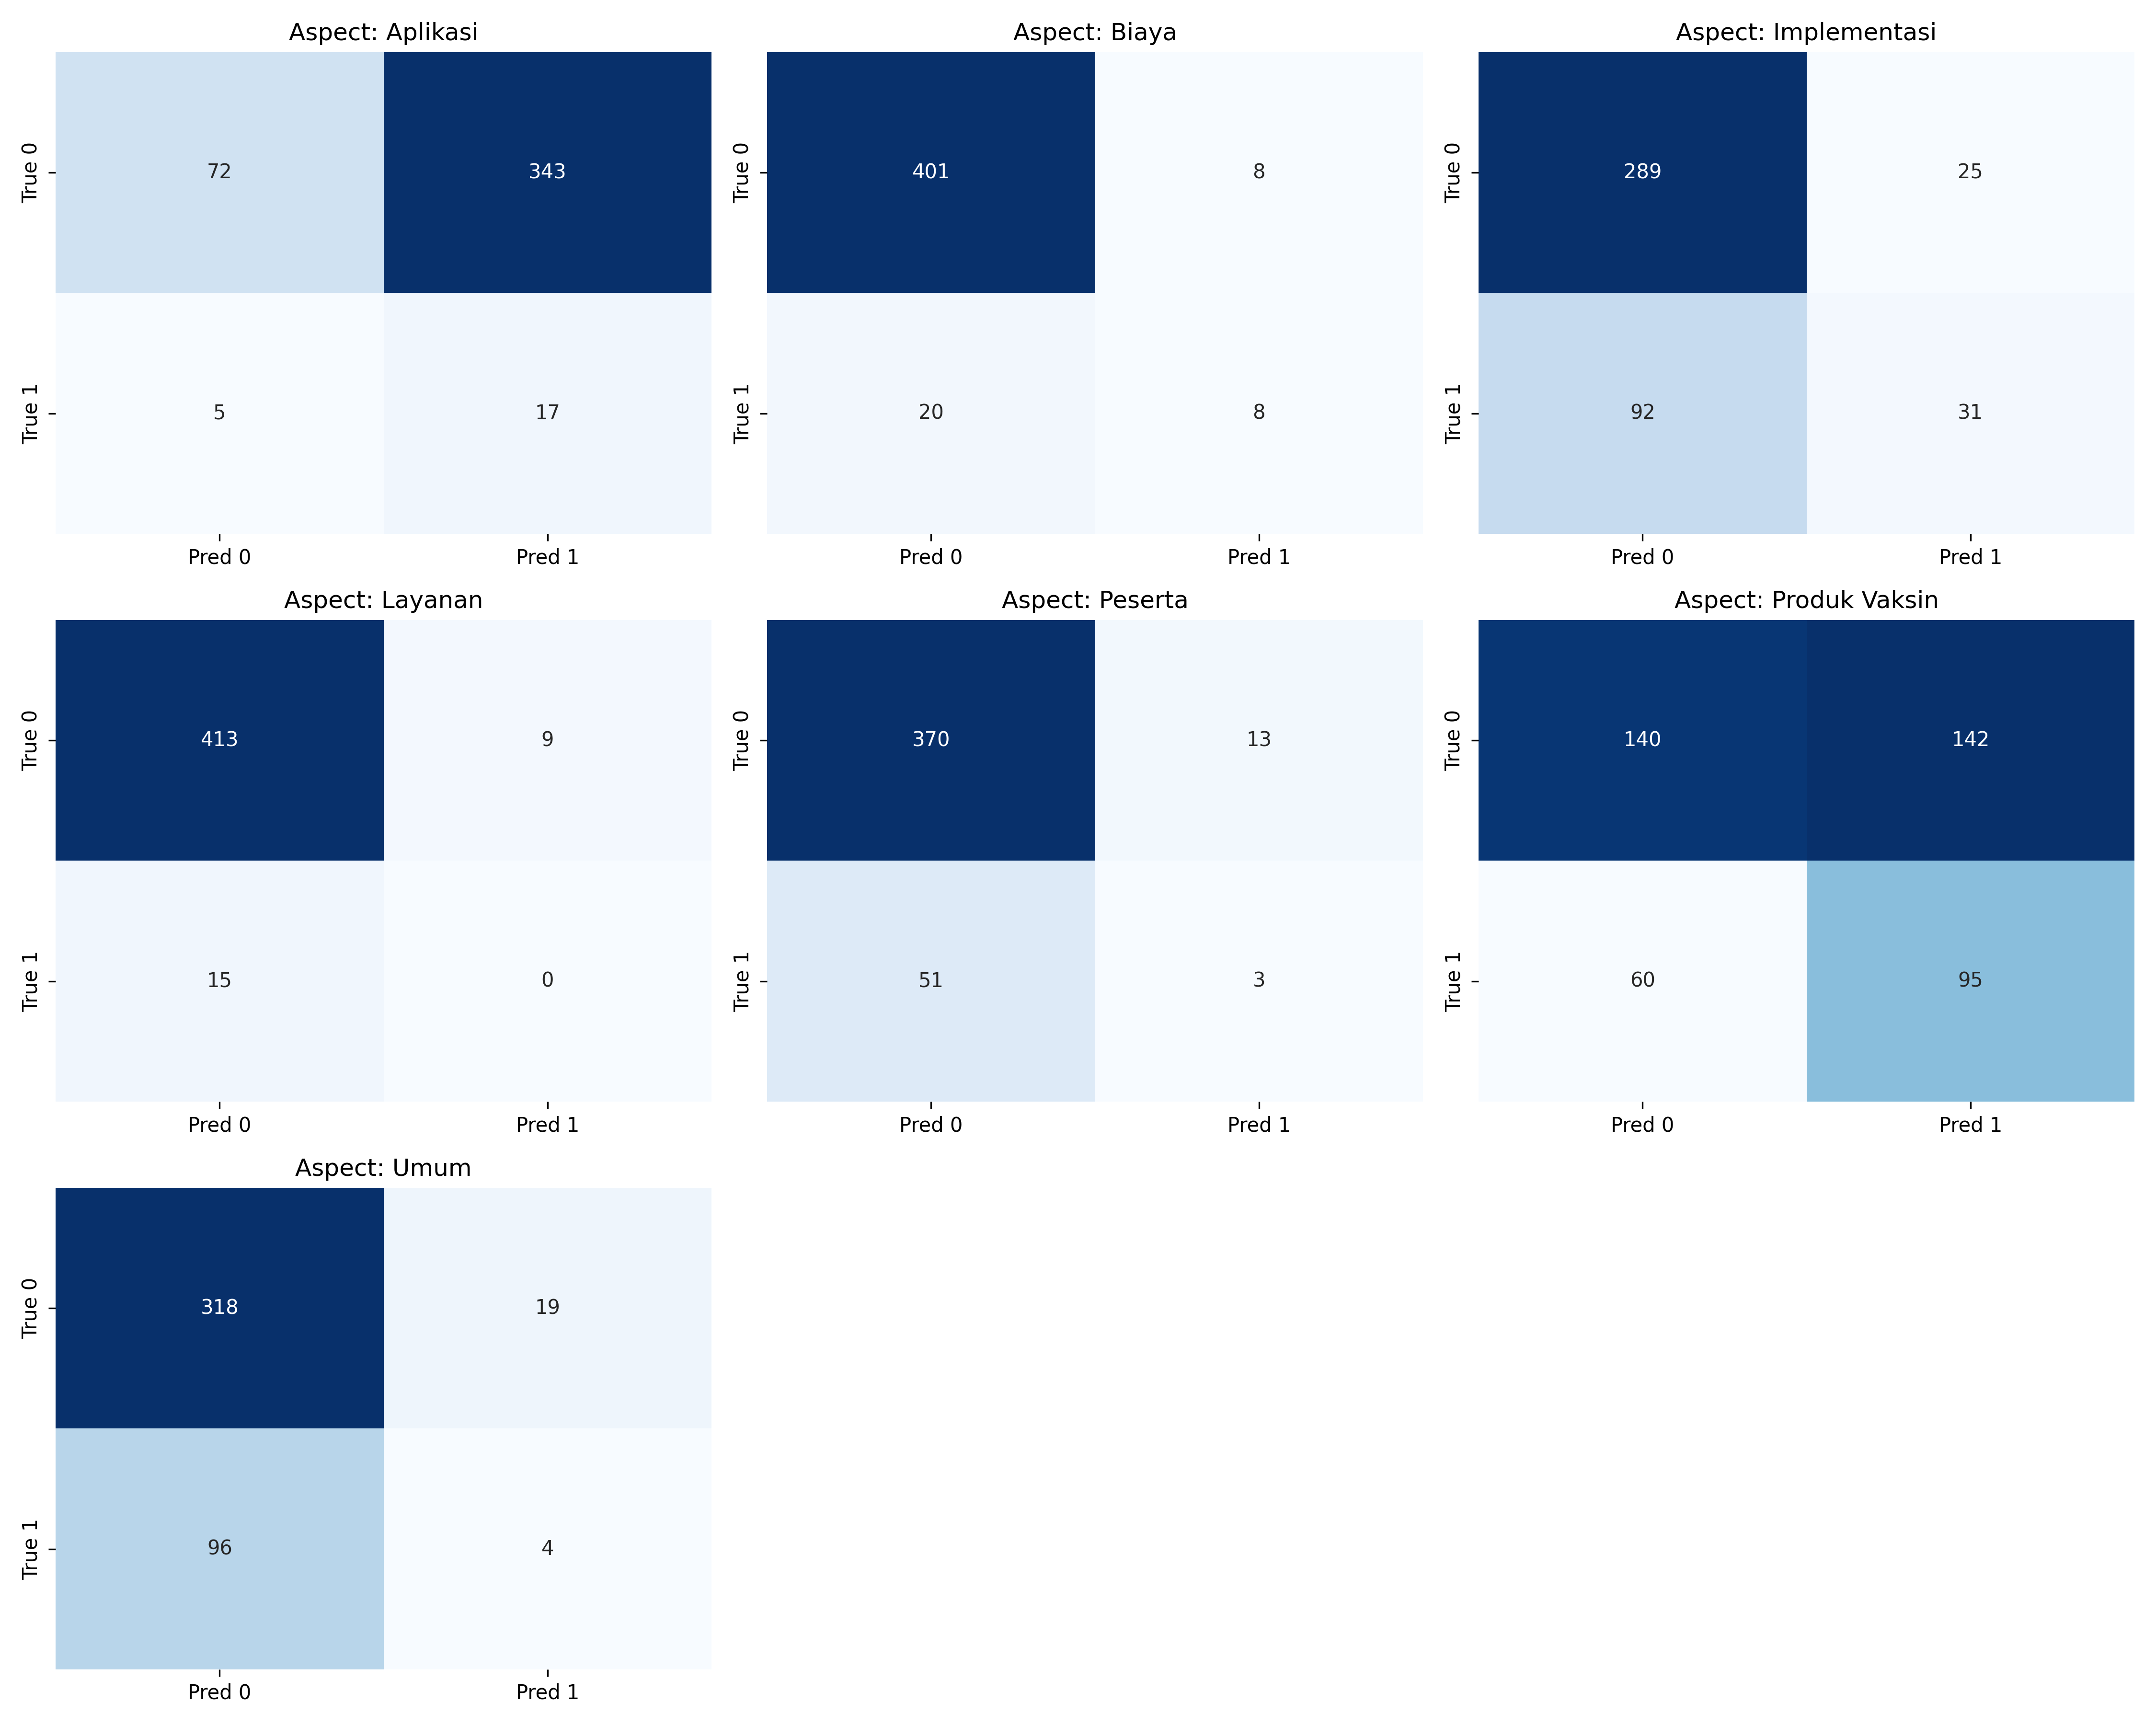 Aspect: Aplikasi
True 0
72
343
True 1
5
17
Pred 0
Pred 1
Aspect: Biaya
True 0
401
8
True 1
20
8
Pred 0
Pred 1
Aspect: Implementasi
True 0
289
25
True 1
92
31
Pred 0
Pred 1
Aspect: Layanan
True 0
413
9
True 1
15
0
Pred 0
Pred 1
Aspect: Peserta
True 0
370
13
True 1
51
3
Pred 0
Pred 1
Aspect: Produk Vaksin
True 0
140
142
True 1
60
95
Pred 0
Pred 1
Aspect: Umum
True 0
318
19
True 1
96
4
Pred 0
Pred 1